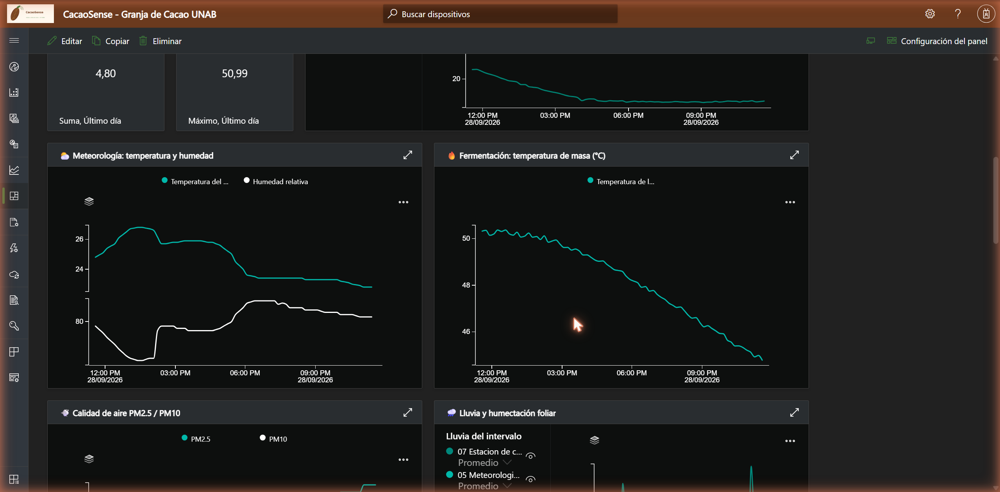 CacaoSense
CacaoSense - Granja de Cacao UNAB
Buscar dispositivos
Editar
Copiar
Eliminar
Configuración del panel
4,80
Suma, Último día
50,99
Máximo, Último día
20
12:00 PM
28/09/2026
03:00 PM
06:00 PM
09:00 PM
28/09/2026
Meteorología: temperatura y humedad
Temperatura del ...
Humedad relativa
26
24
80
12:00 PM
28/09/2026
03:00 PM
06:00 PM
09:00 PM
28/09/2026
Fermentación: temperatura de masa (°C)
Temperatura de l...
50
48
46
12:00 PM
28/09/2026
03:00 PM
06:00 PM
09:00 PM
28/09/2026
Calidad de aire PM2.5 / PM10
PM2.5
PM10
Lluvia y humectación foliar
Lluvia del intervalo
07 Estacion de c...
Promedio
05 Meteorologi...
Promedio